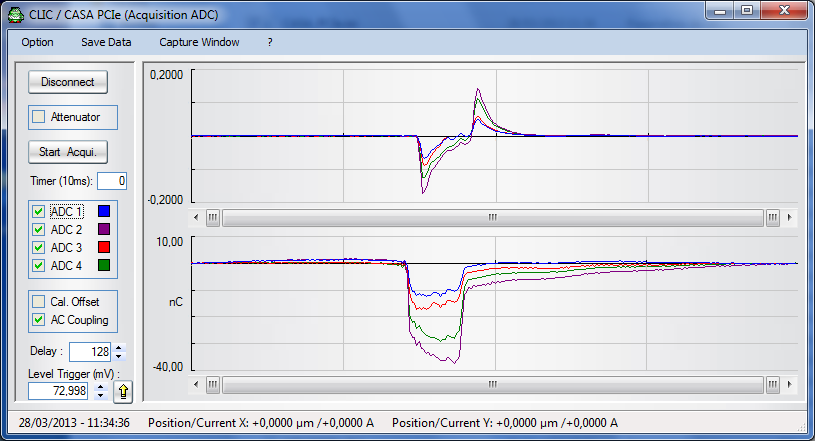 CLIC / CASA PCIe (Acquisition ADC)
Option Save Data Capture Window ?
Disconnect
Attenuator
Start Acqui.
Timer (10ms): 0
ADC 1
ADC 2
ADC 3
ADC 4
Cal. Offset
AC Coupling
Delay : 128
Level Trigger (mV) :
72,998
0,2000
-0,2000
10,00
nC
-40,00
28/03/2013 - 11:34:36 Position/Current X: +0,0000 µm /+0,0000 A Position/Current Y: +0,0000 µm /+0,0000 A